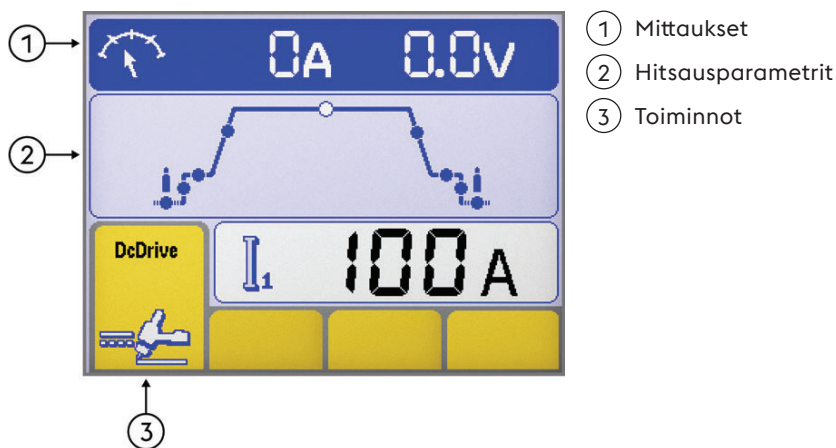 1
0A 0.0V
1 Mittaukset
2 Hitsausparametrit
3 Toiminnot
2
DcDrive
I1 100A
3